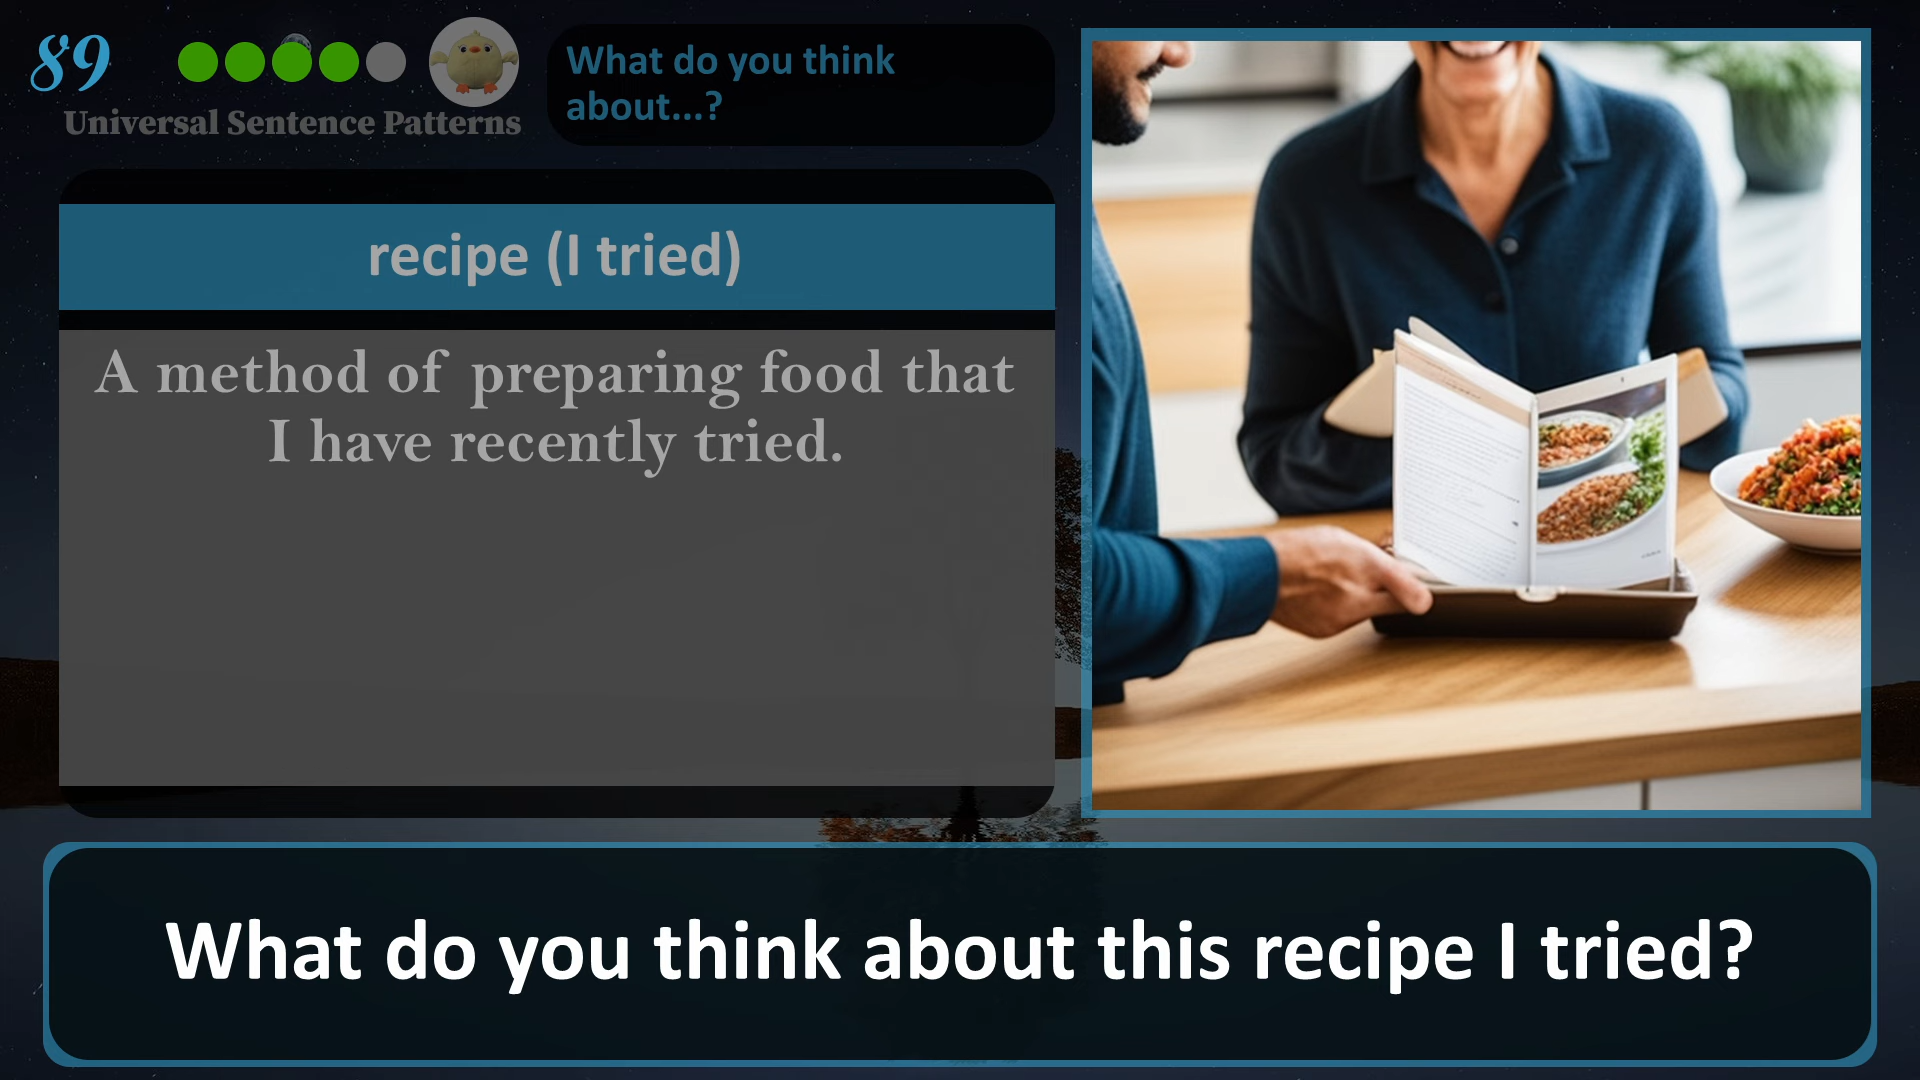 89
Universal Sentence Patterns
What do you think
about...?
recipe (I tried)
A method of preparing food that
I have recently tried.
What do you think about this recipe I tried?